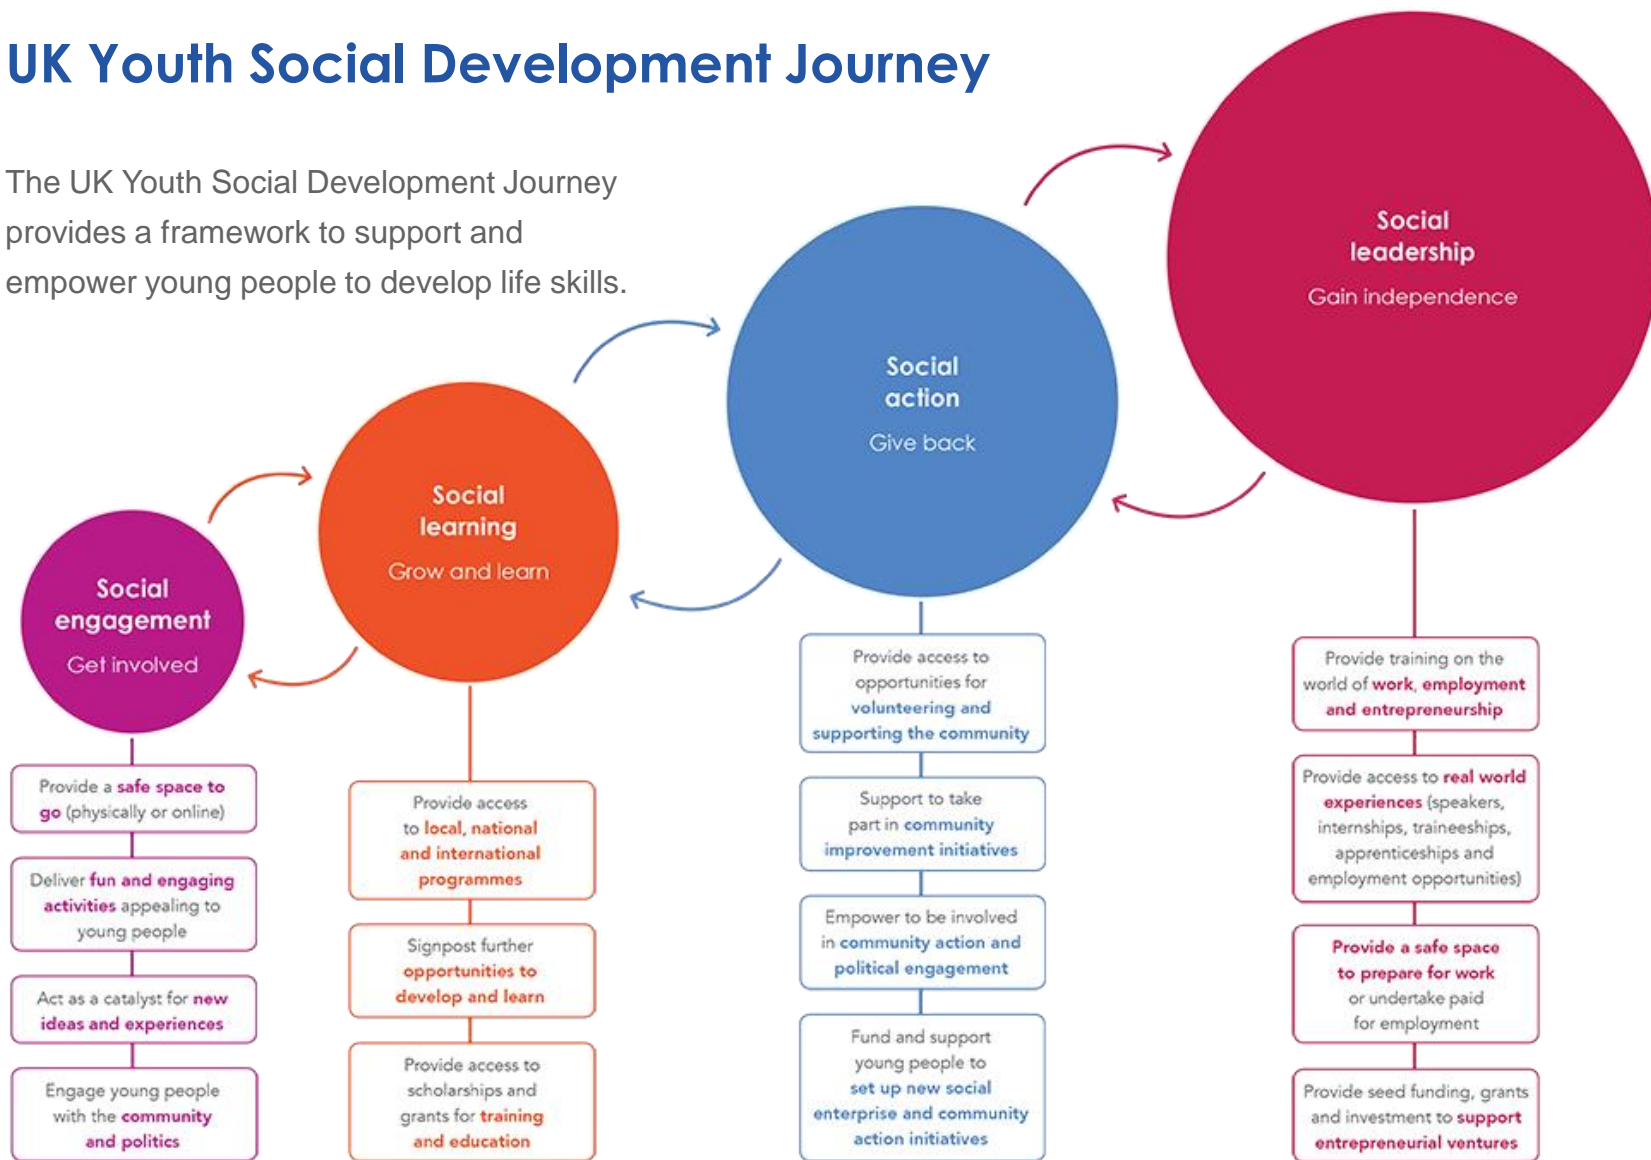 UK Youth Social Development Journey
The UK Youth Social Development Journey
provides a framework to support and
empower young people to develop life skills.
Social
engagement
Get involved
Provide a safe space to
go (physically or online)
Deliver fun and engaging
activities appealing to
young people
Act as a catalyst for new
ideas and experiences
Engage young people
with the community
and politics
Social
learning
Grow and learn
Provide access
to local, national
and international
programmes
Signpost further
opportunities to
develop and learn
Provide access to
scholarships and
grants for training
and education
Social
action
Give back
Provide access to
opportunities for
volunteering and
supporting the community
Support to take
part in community
improvement initiatives
Empower to be involved
in community action and
political engagement
Fund and support
young people to
set up new social
enterprise and community
action initiatives
Social
leadership
Gain independence
Provide training on the
world of work, employment
and entrepreneurship
Provide access to real world
experiences (speakers,
internships, traineeships,
apprenticeships and
employment opportunities)
Provide a safe space
to prepare for work
or undertake paid
for employment
Provide seed funding, grants
and investment to support
entrepreneurial ventures